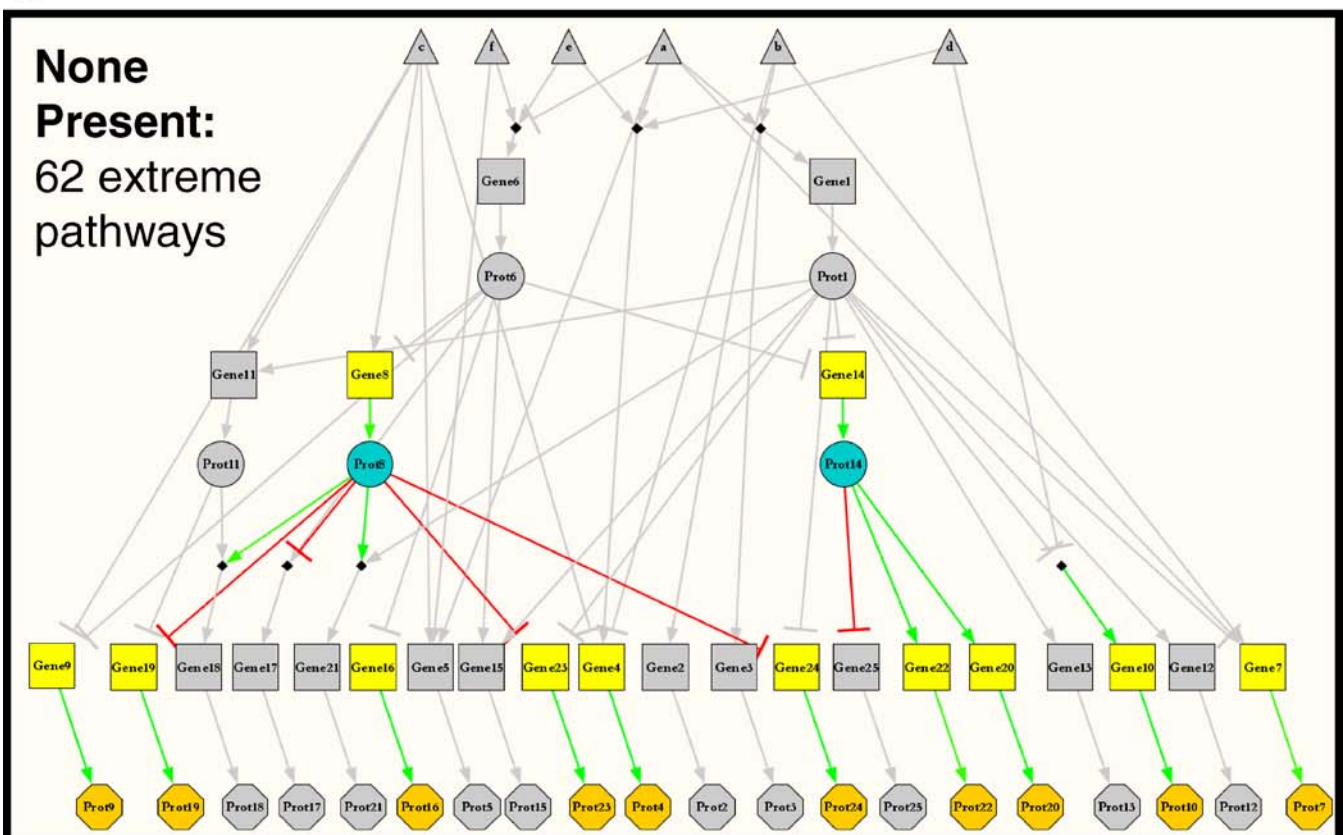 None
Present:
62 extreme
pathways
c f e a b d
Gene6 Gene1
Prot6 Prot1
Gene11 Gene8 Gene14
Prot11 Prot8 Prot14
Gene9 Gene19 Gene18 Gene17 Gene21 Gene16 Gene5 Gene15 Gene23 Gene4 Gene2 Gene3 Gene24 Gene25 Gene22 Gene20 Gene13 Gene10 Gene12 Gene7
Prot9 Prot19 Prot18 Prot17 Prot21 Prot16 Prot5 Prot15 Prot23 Prot4 Prot2 Prot3 Prot24 Prot25 Prot22 Prot20 Prot13 Prot10 Prot12 Prot7